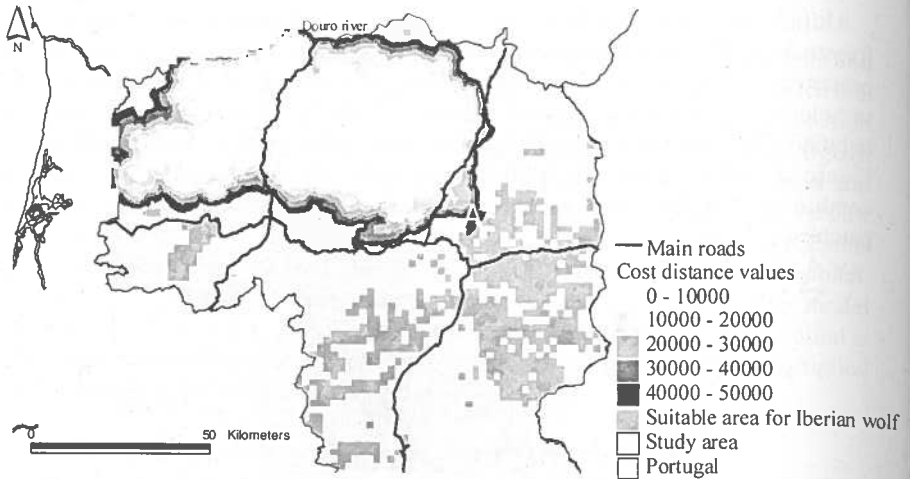 Douro river
N
A
Main roads
Cost distance values
0 - 10000
10000 - 20000
20000 - 30000
30000 - 40000
40000 - 50000
Suitable area for Iberian wolf
Study area
Portugal
0 50 Kilometers